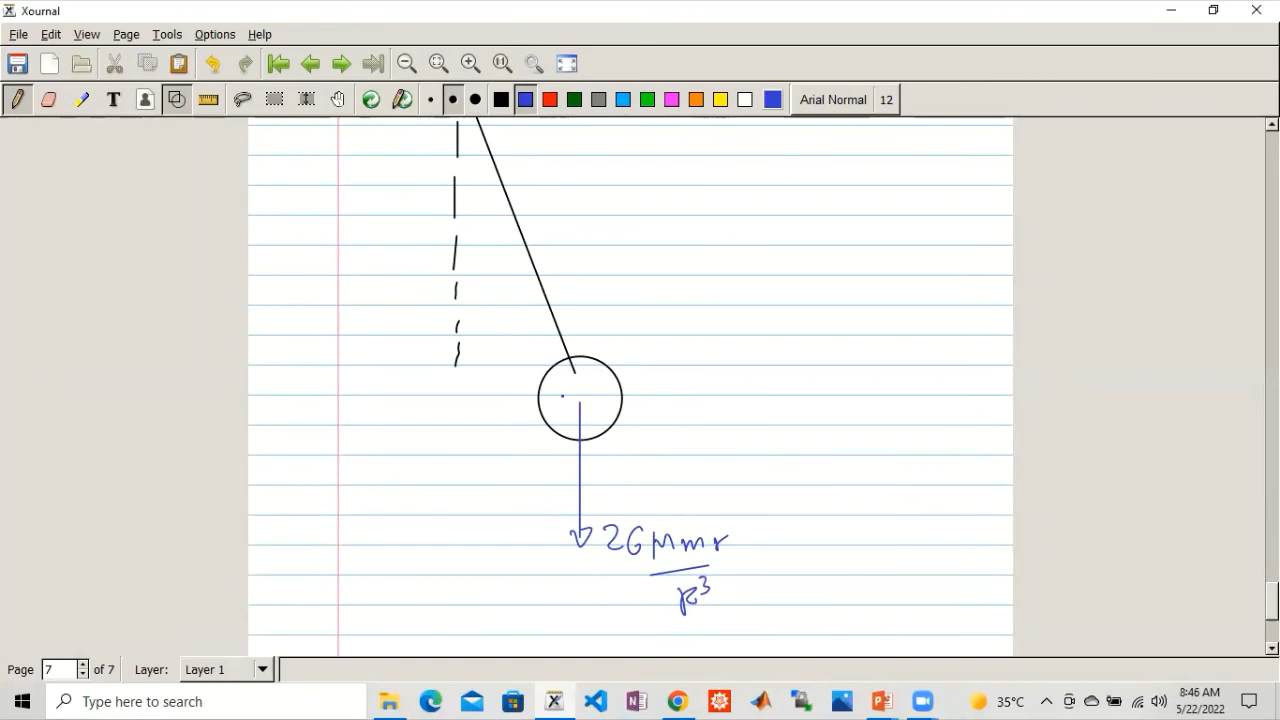 Xournal
File Edit View Page Tools Options Help
Arial Normal 12
2GMmr
R³
Page 7 of 7 Layer: Layer 1
Type here to search
35°C
8:46 AM
5/22/2022